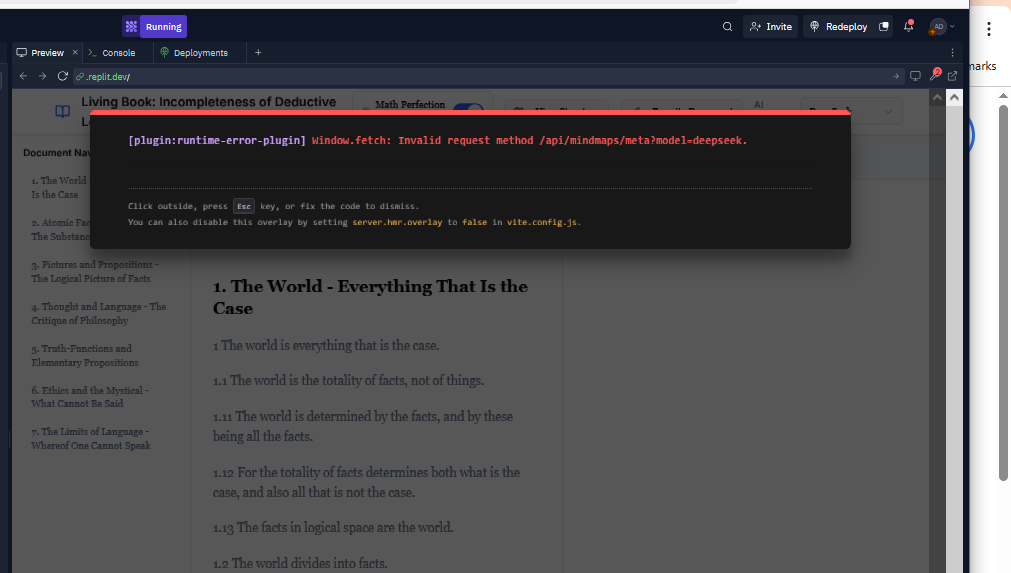 Running
Invite
Redeploy
AD
Preview
Console
Deployments
.replit.dev/
2
marks
Living Book: Incompleteness of Deductive
Math Perfection
AI
Document Nav
[plugin:runtime-error-plugin] Window.fetch: Invalid request method /api/mindmaps/meta?model=deepseek.
Click outside, press Esc key, or fix the code to dismiss.
You can also disable this overlay by setting server.hmr.overlay to false in vite.config.js.
1. The World
Is the Case
2. Atomic Fac
The Substanc
3. Pictures and Propositions -
The Logical Picture of Facts
4. Thought and Language - The
Critique of Philosophy
5. Truth-Functions and
Elementary Propositions
6. Ethics and the Mystical -
What Cannot Be Said
7. The Limits of Language -
Whereof One Cannot Speak
1. The World - Everything That Is the
Case
1 The world is everything that is the case.
1.1 The world is the totality of facts, not of things.
1.11 The world is determined by the facts, and by these
being all the facts.
1.12 For the totality of facts determines both what is the
case, and also all that is not the case.
1.13 The facts in logical space are the world.
1.2 The world divides into facts.